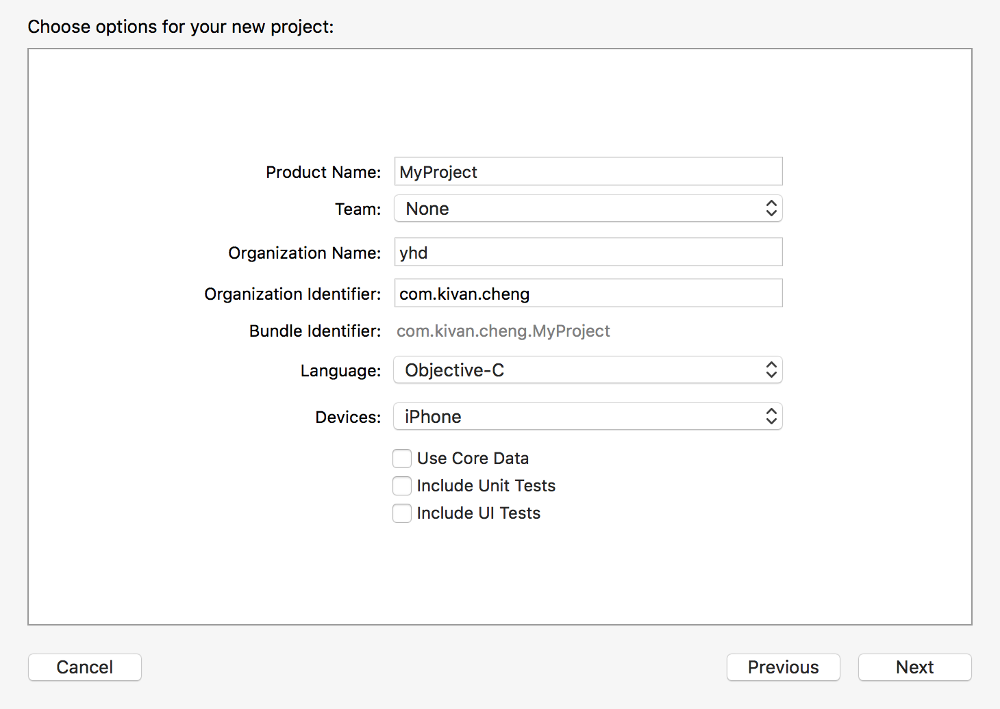 Choose options for your new project:
Product Name: MyProject
Team: None
Organization Name: yhd
Organization Identifier: com.kivan.cheng
Bundle Identifier: com.kivan.cheng.MyProject
Language: Objective-C
Devices: iPhone
Use Core Data
Include Unit Tests
Include UI Tests
Cancel Previous Next